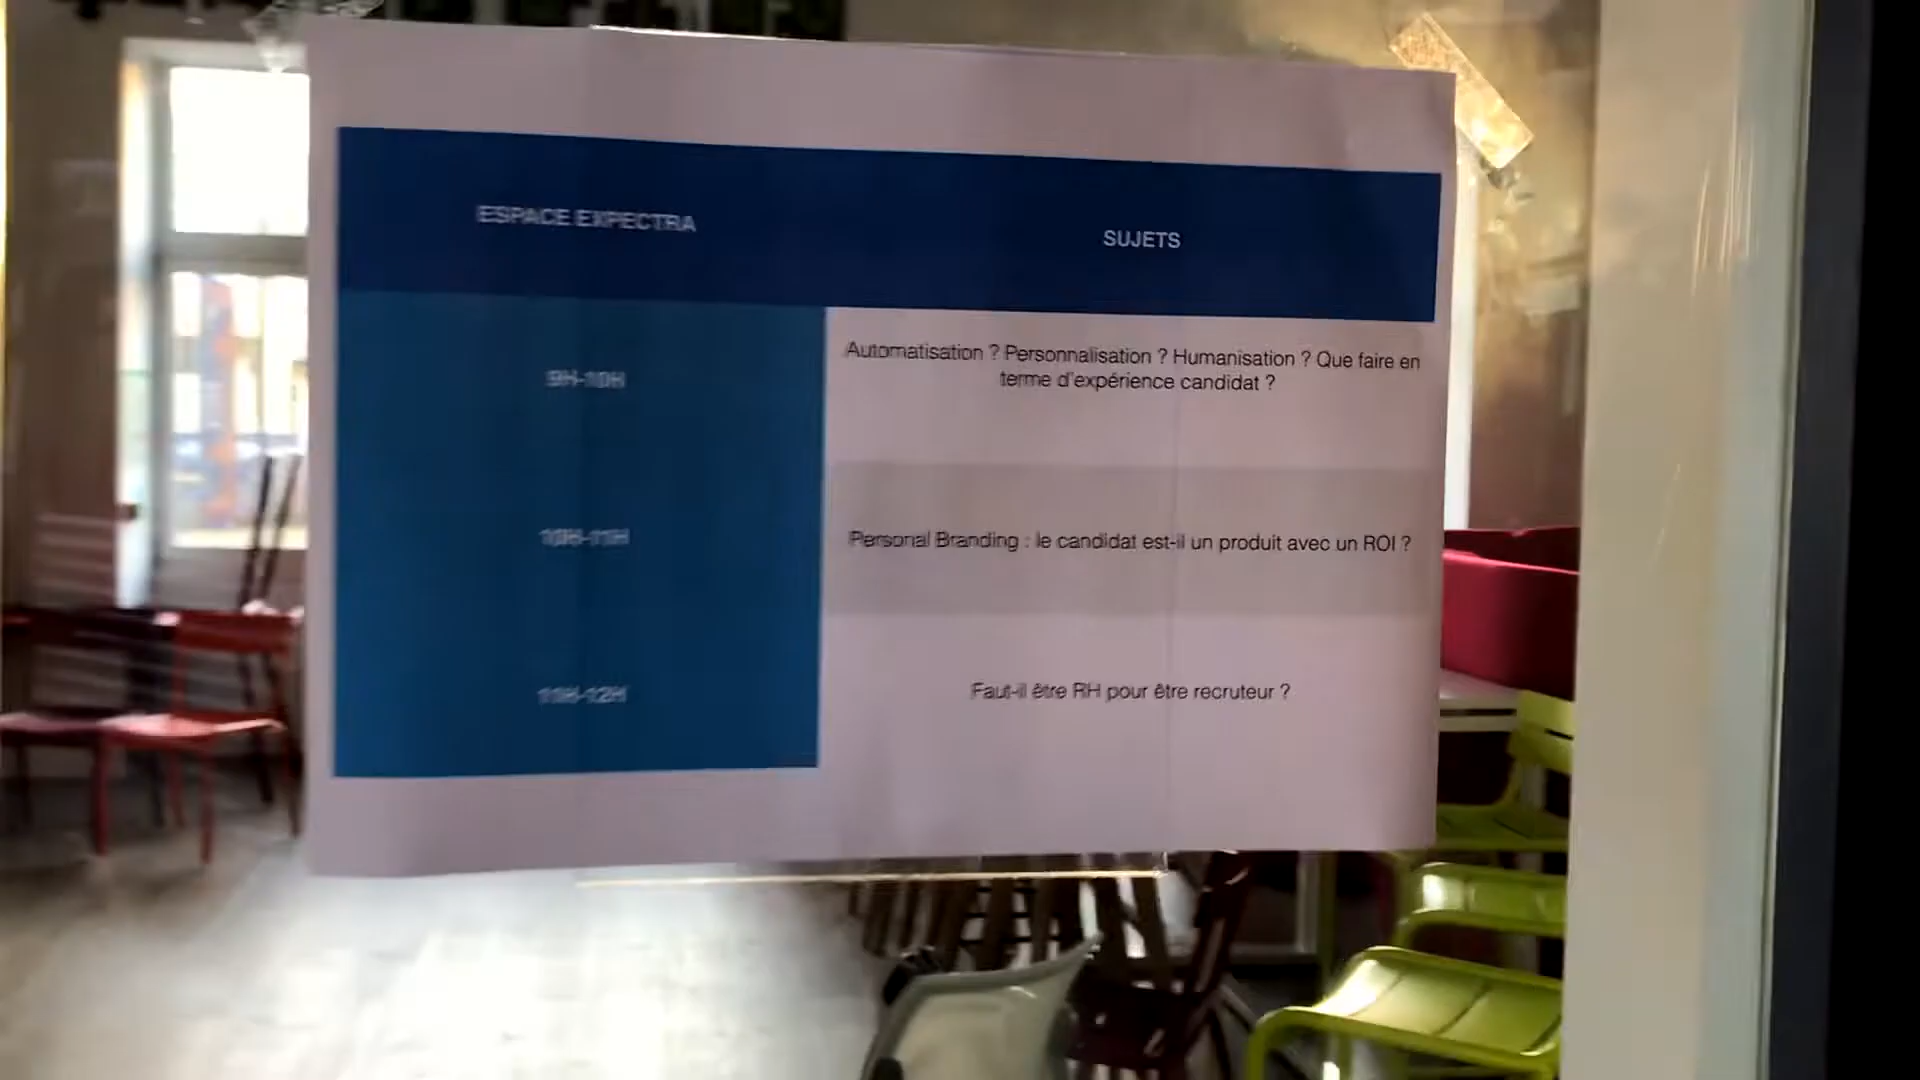 ESPACE EXPECTRA
SUJETS
9H-10H
Automatisation ? Personnalisation ? Humanisation ? Que faire en
terme d'expérience candidat ?
10H-11H
Personal Branding : le candidat est-il un produit avec un ROI ?
11H-12H
Faut-il être RH pour être recruteur ?